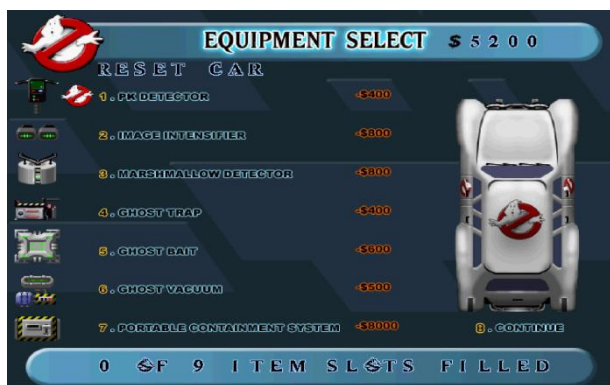 EQUIPMENT SELECT $5200
RESET CAR
1. PK DETECTOR -$400
2. IMAGE INTENSIFIER -$800
3. MARSHMALLOW DETECTOR -$800
4. GHOST TRAP -$400
5. GHOST BAIT -$600
6. GHOST VACUUM -$500
7. PORTABLE CONTAINMENT SYSTEM -$8000
8. CONTINUE
0 OF 9 ITEM SLOTS FILLED